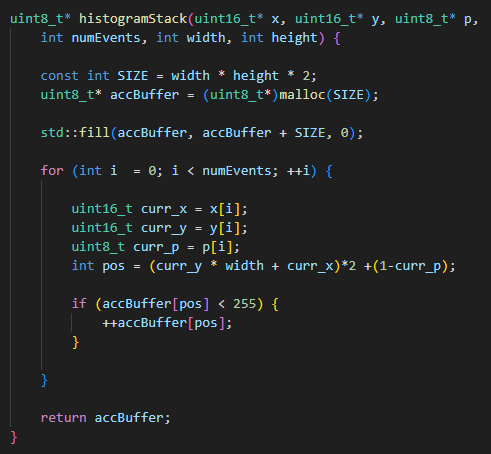 uint8_t* histogramStack(uint16_t* x, uint16_t* y, uint8_t* p,
    int numEvents, int width, int height) {
    const int SIZE = width * height * 2;
    uint8_t* accBuffer = (uint8_t*)malloc(SIZE);
    std::fill(accBuffer, accBuffer + SIZE, 0);
    for (int i  = 0; i < numEvents; ++i) {
        uint16_t curr_x = x[i];
        uint16_t curr_y = y[i];
        uint8_t curr_p = p[i];
        int pos = (curr_y * width + curr_x)*2 +(1-curr_p);
        if (accBuffer[pos] < 255) {
            ++accBuffer[pos];
        }
    }
    return accBuffer;
}